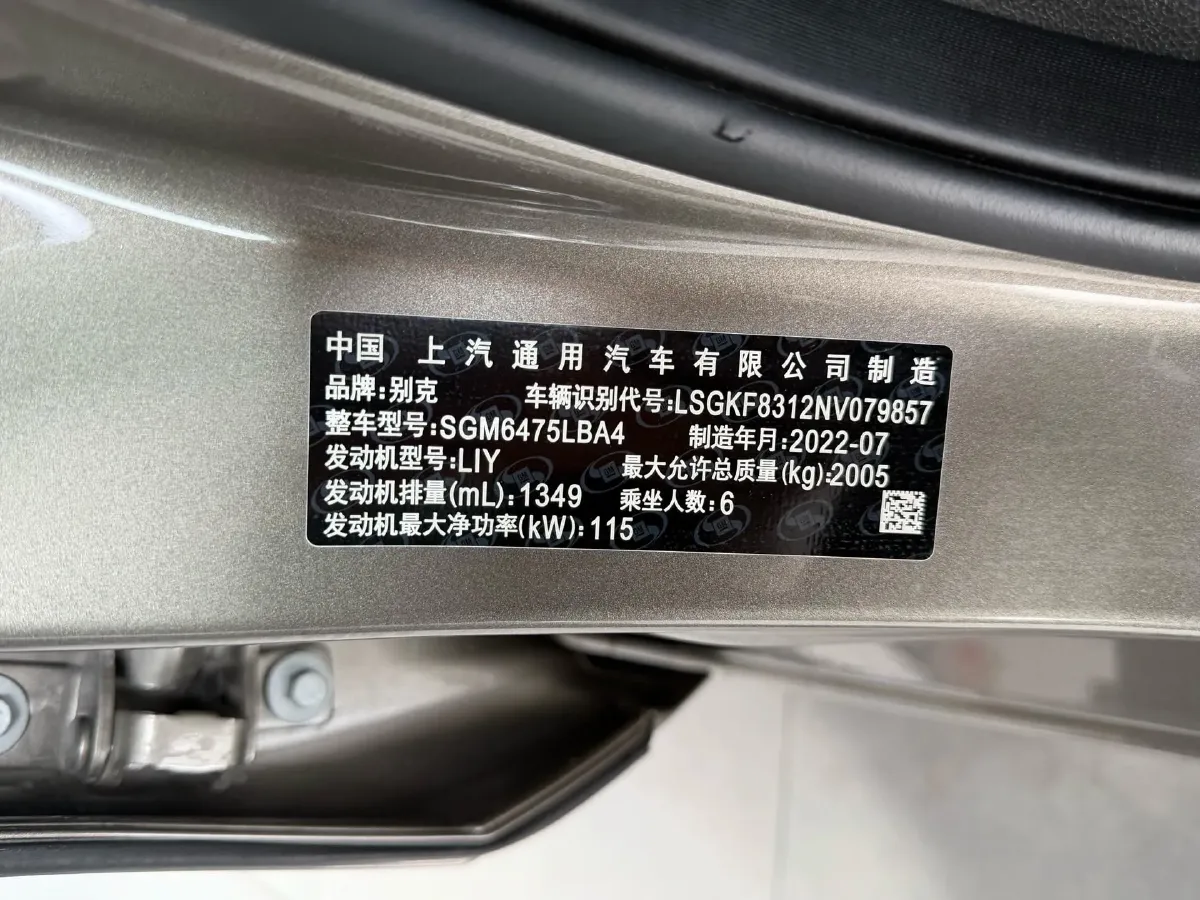 中国 上汽通用汽车有限公司制造
品牌:别克 车辆识别代号:LSGKF8312NV079857
整车型号:SGM6475LBA4 制造年月:2022-07
发动机型号:LIY 最大允许总质量(kg):2005
发动机排量(mL):1349 乘坐人数:6
发动机最大净功率(kW):115